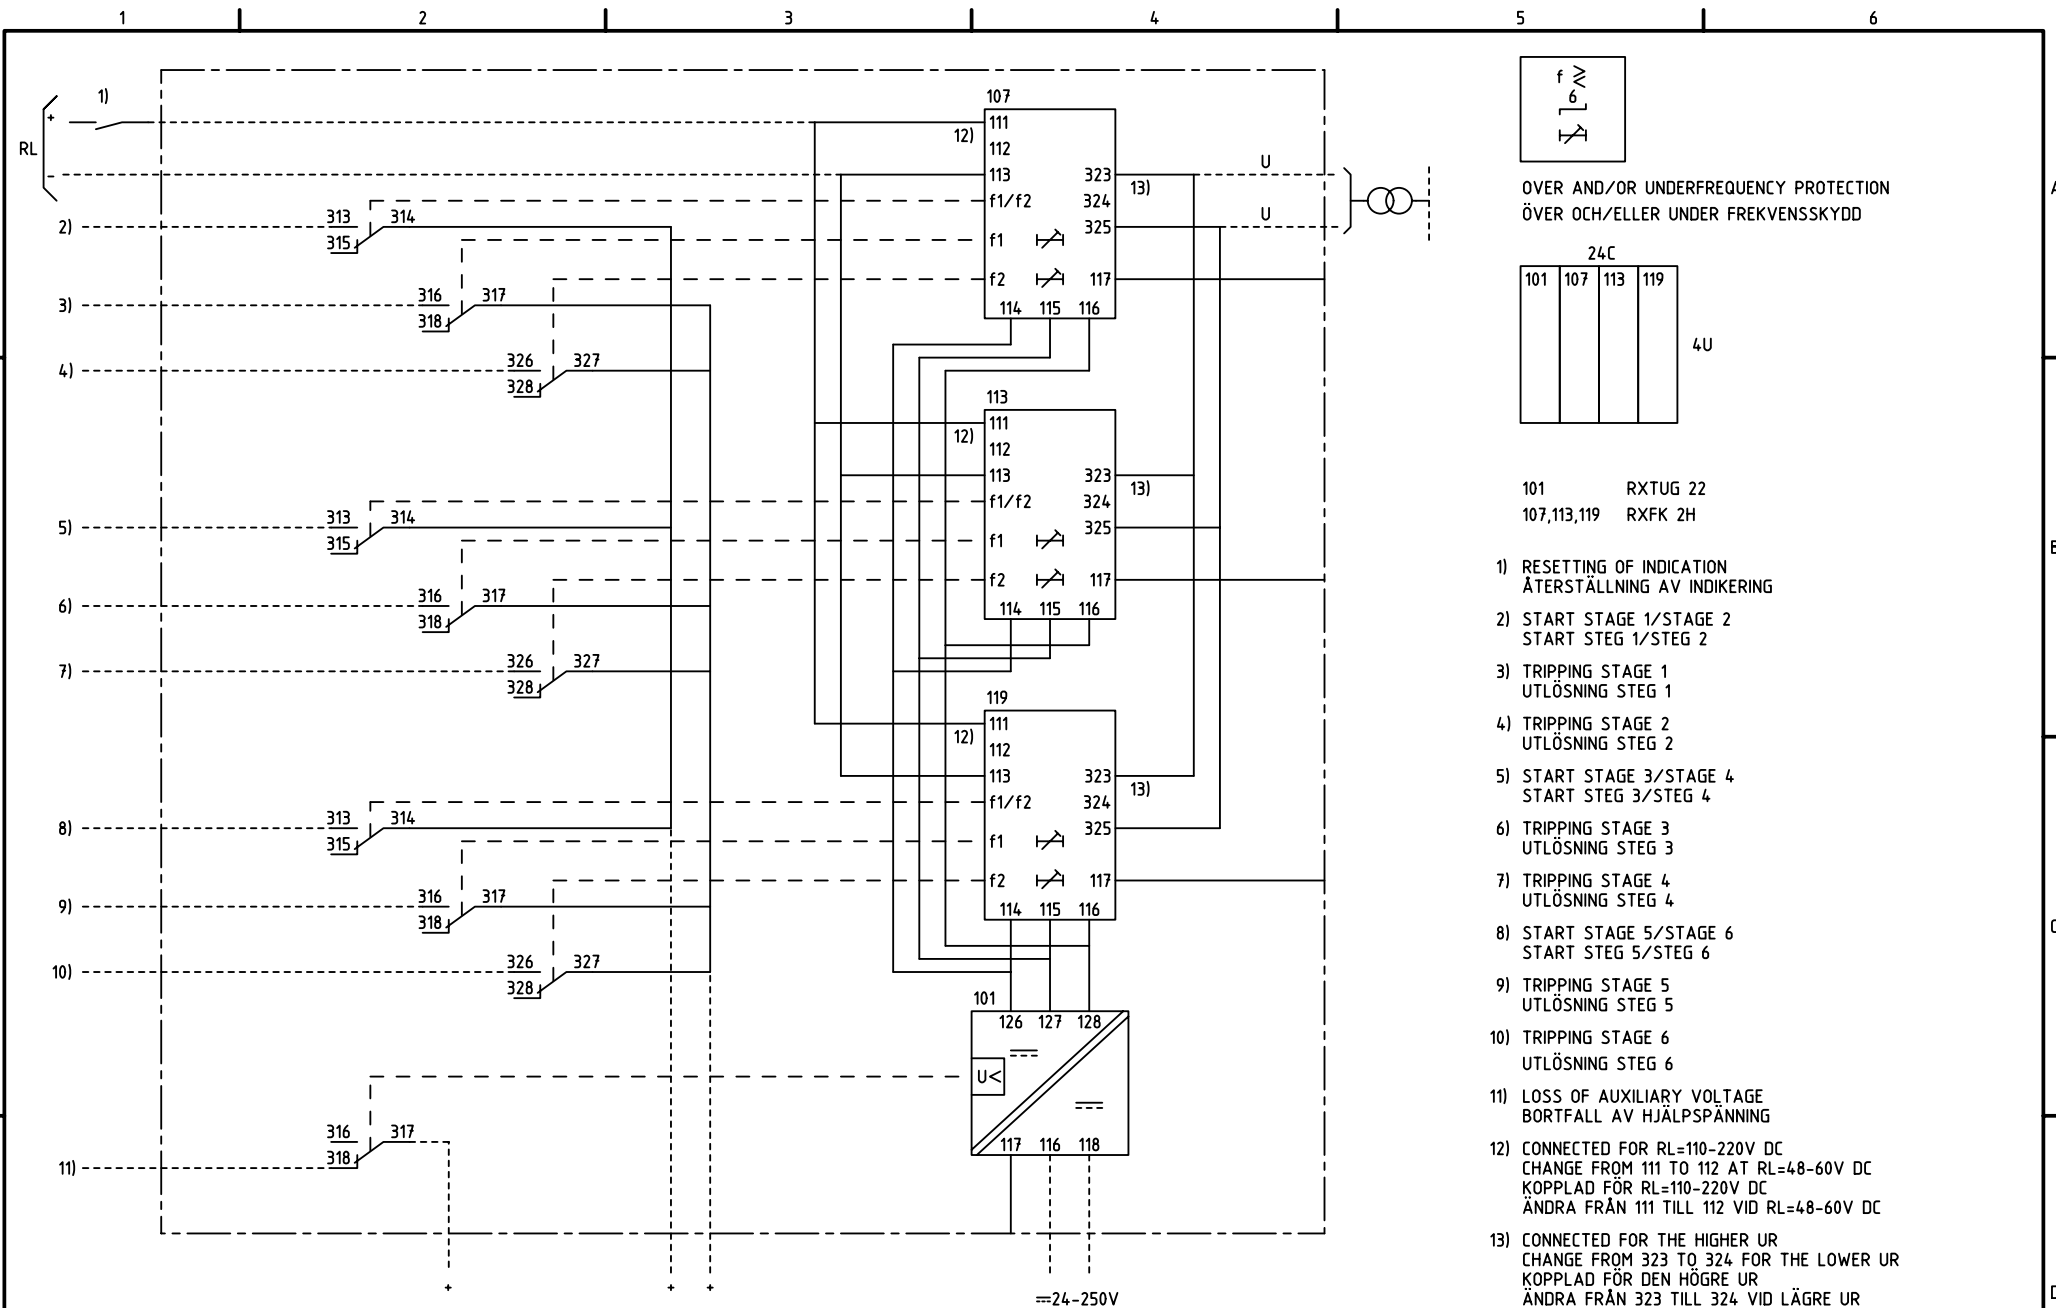 1 2 3 4 5 6
RL
+
-
1)
2) 313 314
315
3) 316 317
318
4) 326 327
328
5) 313 314
315
6) 316 317
318
7) 326 327
328
8) 313 314
315
9) 316 317
318
10) 326 327
328
11) 316 317
318
+ + +
107
12) 111
112
113 323 13)
f1/f2 324
325
f1
f2 117
114 115 116
U
U
113
12) 111
112
113 323 13)
f1/f2 324
325
f1
f2 117
114 115 116
119
12) 111
112
113 323 13)
f1/f2 324
325
f1
f2 117
114 115 116
101
126 127 128
U<
117 116 118
24-250V
f ≷
6
OVER AND/OR UNDERFREQUENCY PROTECTION
ÖVER OCH/ELLER UNDER FREKVENSSKYDD
24C
101 107 113 119
4U
101 RXTUG 22
107,113,119 RXFK 2H
1) RESETTING OF INDICATION
ÅTERSTÄLLNING AV INDIKERING
2) START STAGE 1/STAGE 2
START STEG 1/STEG 2
3) TRIPPING STAGE 1
UTLÖSNING STEG 1
4) TRIPPING STAGE 2
UTLÖSNING STEG 2
5) START STAGE 3/STAGE 4
START STEG 3/STEG 4
6) TRIPPING STAGE 3
UTLÖSNING STEG 3
7) TRIPPING STAGE 4
UTLÖSNING STEG 4
8) START STAGE 5/STAGE 6
START STEG 5/STEG 6
9) TRIPPING STAGE 5
UTLÖSNING STEG 5
10) TRIPPING STAGE 6
UTLÖSNING STEG 6
11) LOSS OF AUXILIARY VOLTAGE
BORTFALL AV HJÄLPSPÄNNING
12) CONNECTED FOR RL=110-220V DC
CHANGE FROM 111 TO 112 AT RL=48-60V DC
KOPPLAD FÖR RL=110-220V DC
ÄNDRA FRÅN 111 TILL 112 VID RL=48-60V DC
13) CONNECTED FOR THE HIGHER UR
CHANGE FROM 323 TO 324 FOR THE LOWER UR
KOPPLAD FÖR DEN HÖGRE UR
ÄNDRA FRÅN 323 TILL 324 VID LÄGRE UR